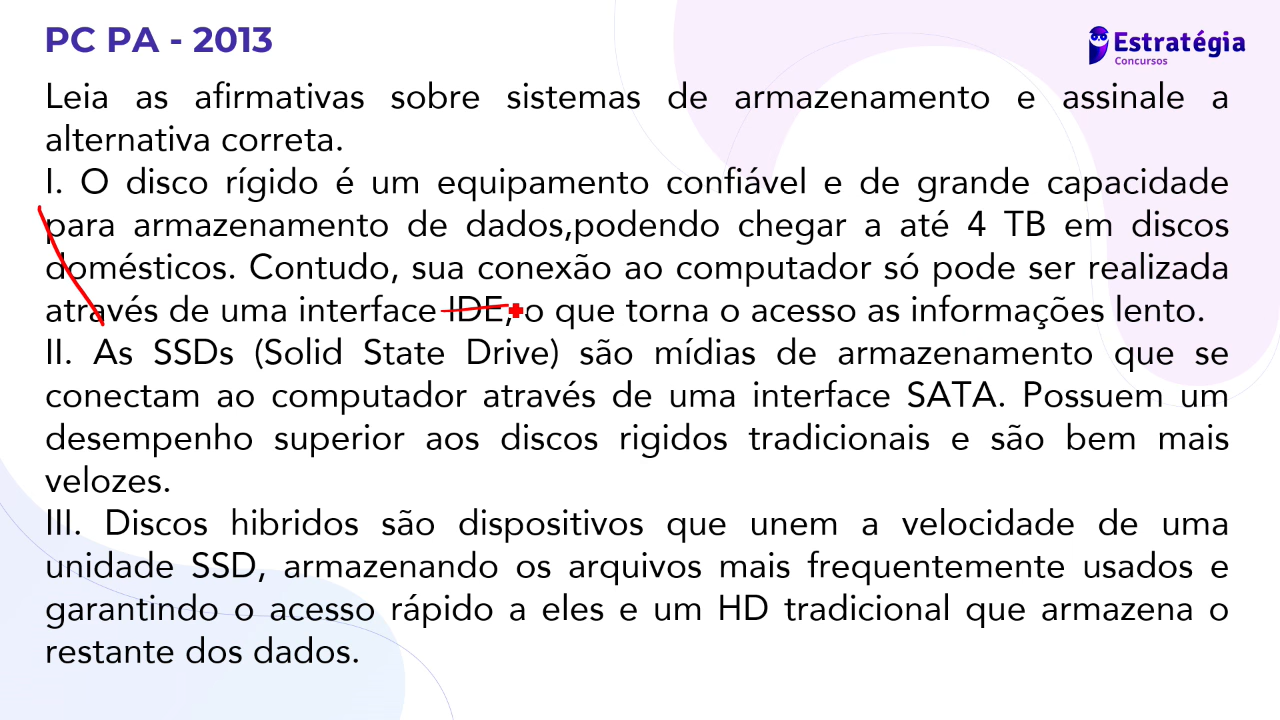 PC PA - 2013
Estratégia
Concursos
Leia as afirmativas sobre sistemas de armazenamento e assinale a
alternativa correta.
I. O disco rígido é um equipamento confiável e de grande capacidade
para armazenamento de dados,podendo chegar a até 4 TB em discos
domésticos. Contudo, sua conexão ao computador só pode ser realizada
através de uma interface IDE, o que torna o acesso as informações lento.
II. As SSDs (Solid State Drive) são mídias de armazenamento que se
conectam ao computador através de uma interface SATA. Possuem um
desempenho superior aos discos rigidos tradicionais e são bem mais
velozes.
III. Discos hibridos são dispositivos que unem a velocidade de uma
unidade SSD, armazenando os arquivos mais frequentemente usados e
garantindo o acesso rápido a eles e um HD tradicional que armazena o
restante dos dados.